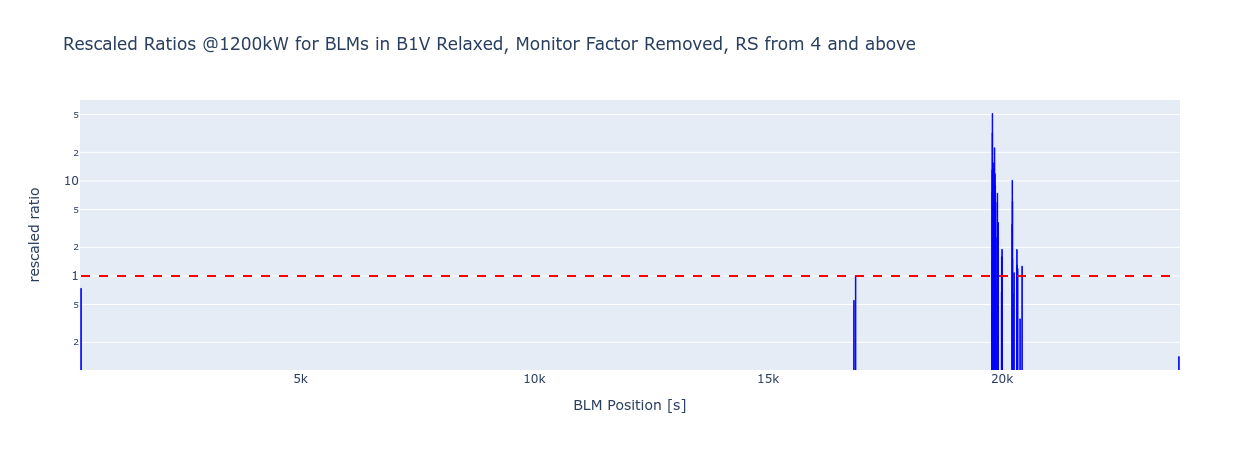 Rescaled Ratios @1200kW for BLMs in B1V Relaxed, Monitor Factor Removed, RS from 4 and above
rescaled ratio
5
2
10
5
2
1
5
2
5k 10k 15k 20k
BLM Position [s]